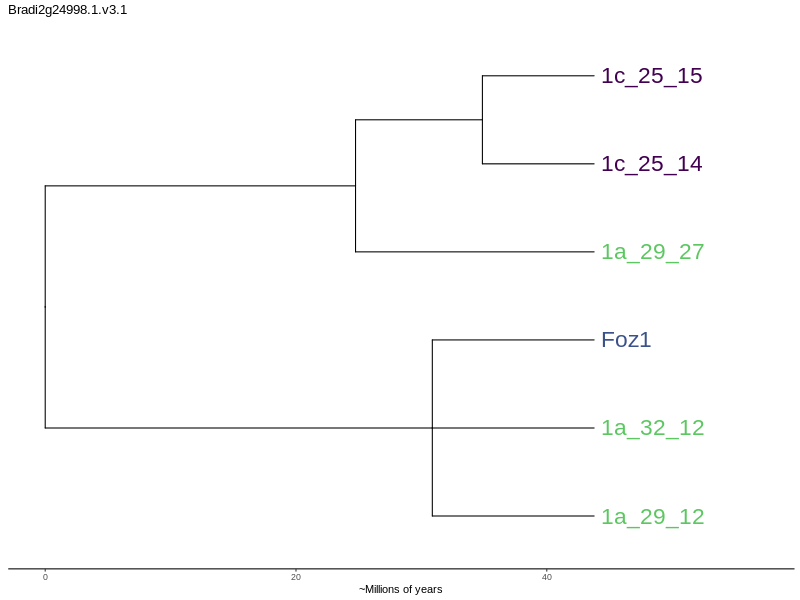 Bradi2g24998.1.v3.1
1c_25_15
1c_25_14
1a_29_27
Foz1
1a_32_12
1a_29_12
0 20 40
~Millions of years